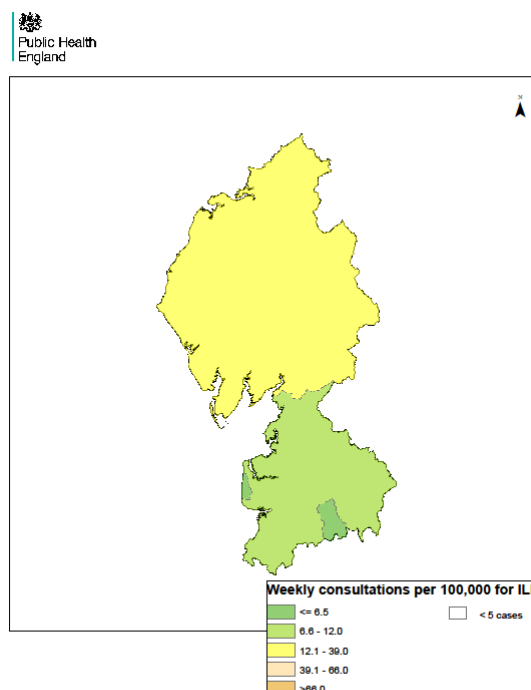 Public Health
England
N
Weekly consultations per 100,000 for IL
<= 6.5
< 5 cases
6.6 - 12.0
12.1 - 39.0
39.1 - 66.0
>66.0